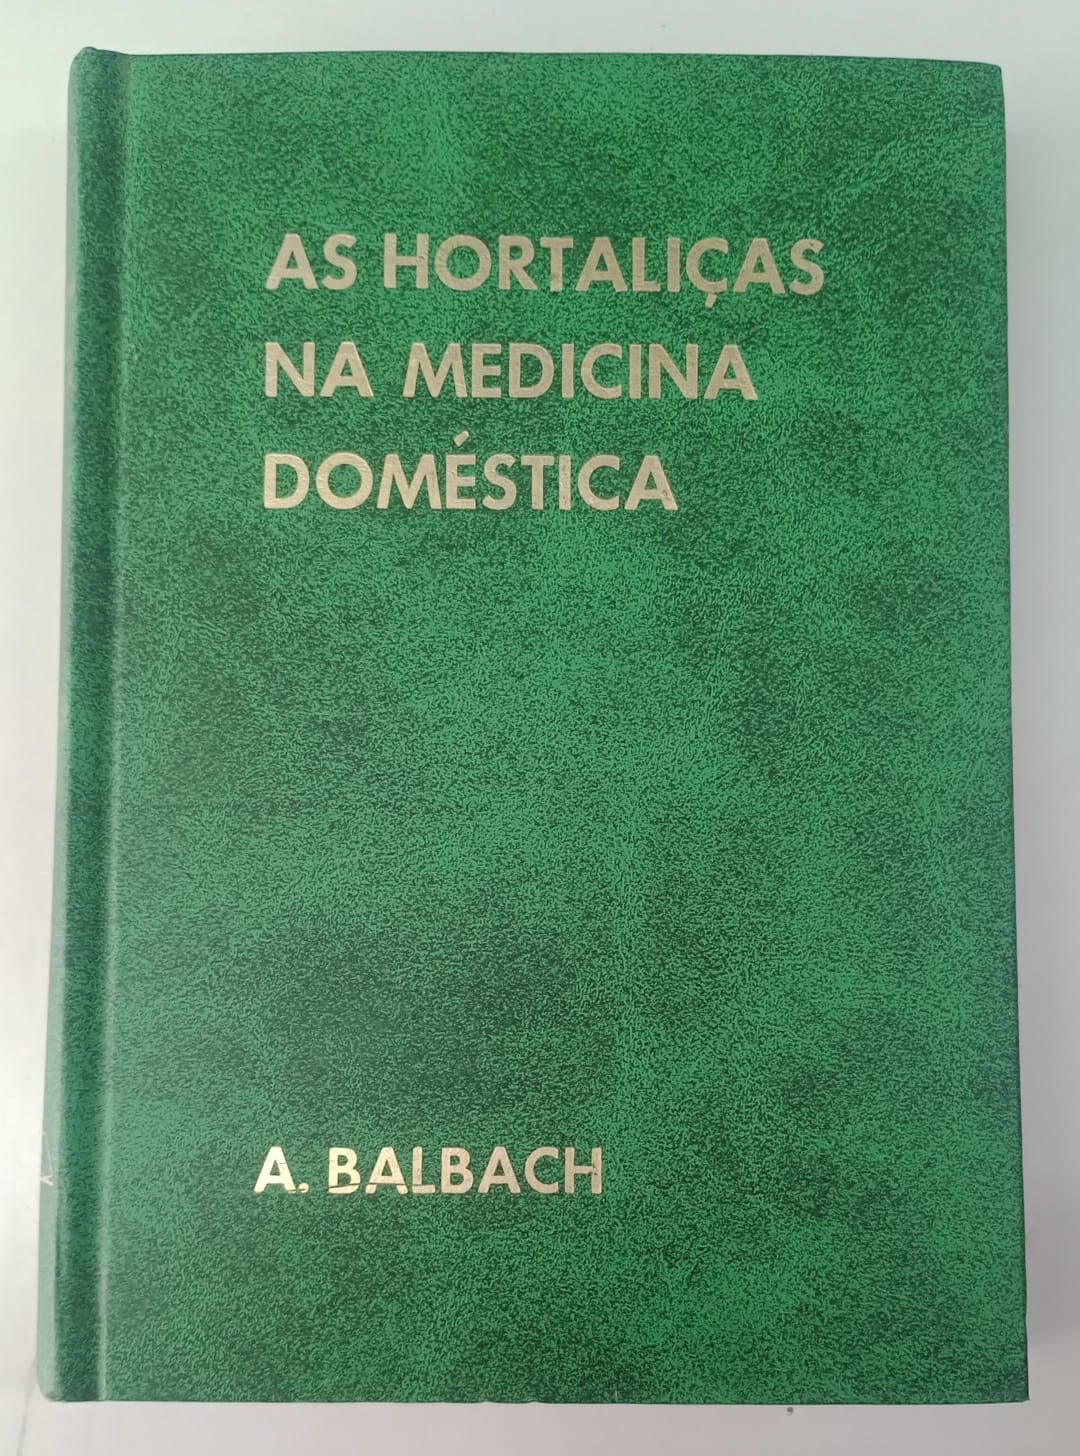 AS HORTALIÇAS
NA MEDICINA
DOMÉSTICA
A. BALBACH